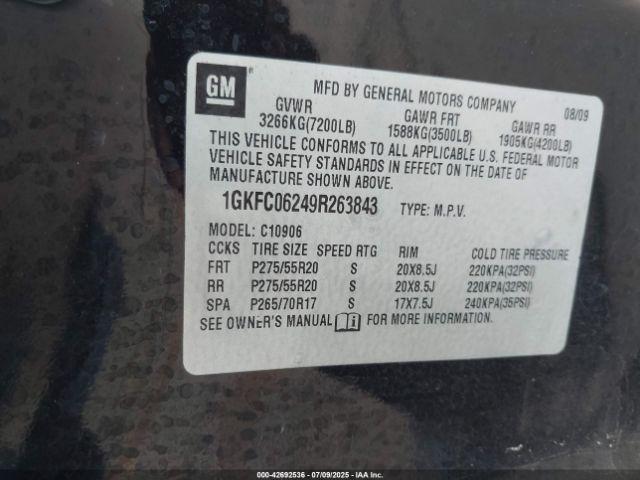 GM
MFD BY GENERAL MOTORS COMPANY 08/09
GVWR GAWR FRT GAWR RR
3266KG(7200LB) 1588KG(3500LB) 1905KG(4200LB)
THIS VEHICLE CONFORMS TO ALL APPLICABLE U.S. FEDERAL MOTOR
VEHICLE SAFETY STANDARDS IN EFFECT ON THE DATE OF
MANUFACTURE SHOWN ABOVE.
1GKFC06249R263843 TYPE: M.P.V.
MODEL: C10906
CCKS TIRE SIZE SPEED RTG RIM COLD TIRE PRESSURE
FRT P275/55R20 S 20X8.5J 220KPA(32PSI)
RR P275/55R20 S 20X8.5J 220KPA(32PSI)
SPA P265/70R17 S 17X7.5J 240KPA(35PSI)
SEE OWNER'S MANUAL FOR MORE INFORMATION.
000-42692536 - 07/09/2025 - IAA Inc.